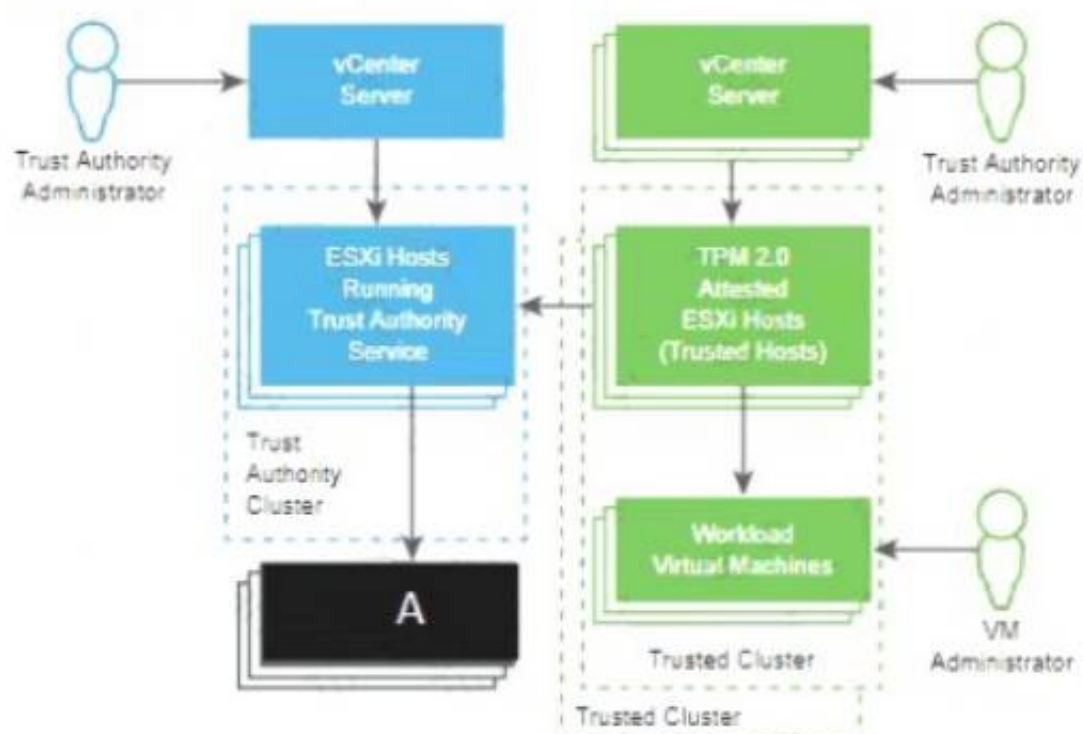 vCenter
Server
vCenter
Server
Trust Authority
Administrator
Trust Authority
Administrator
ESXi Hosts
Running
Trust Authority
Service
TPM 2.0
Attested
ESXi Hosts
(Trusted Hosts)
Trust
Authority
Cluster
A
Workload
Virtual Machines
VM
Administrator
Trusted Cluster
Trusted Cluster